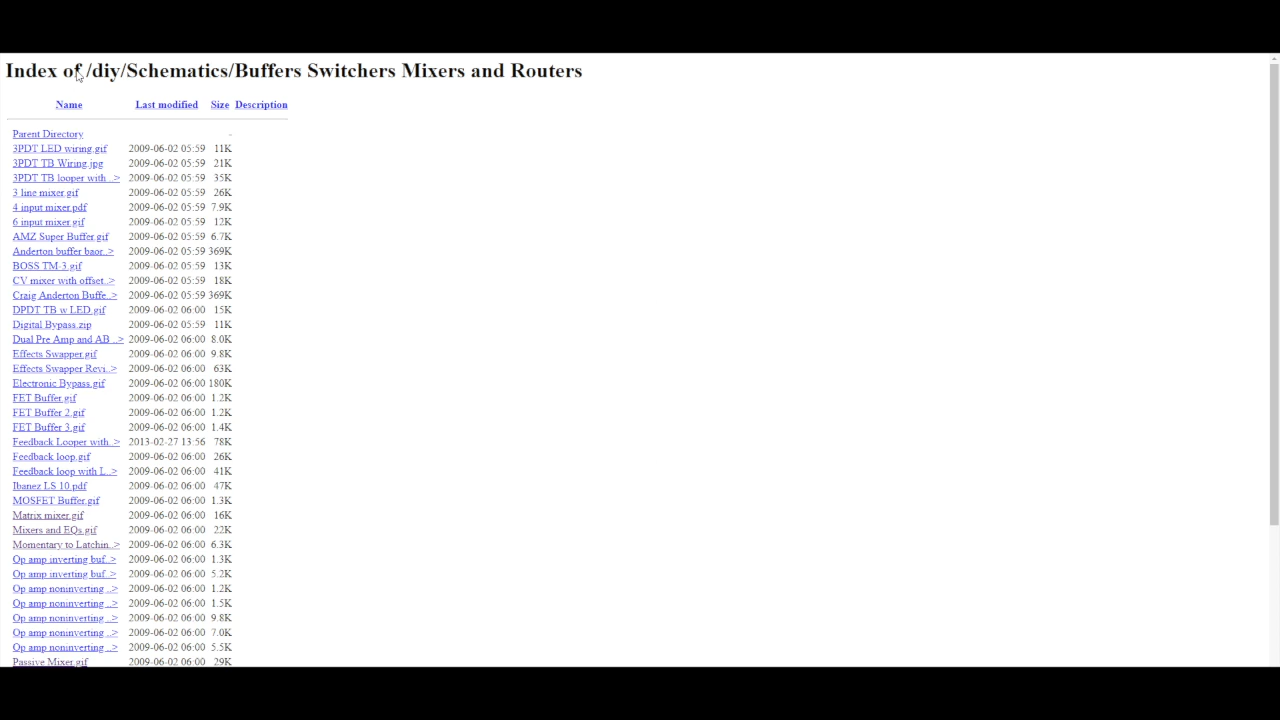 Index of /diy/Schematics/Buffers Switchers Mixers and Routers
Name Last modified Size Description
Parent Directory -
3PDT LED wiring.gif 2009-06-02 05:59 11K
3PDT TB Wiring.jpg 2009-06-02 05:59 21K
3PDT TB looper with ..> 2009-06-02 05:59 35K
3 line mixer.gif 2009-06-02 05:59 26K
4 input mixer.pdf 2009-06-02 05:59 7.9K
6 input mixer.gif 2009-06-02 05:59 12K
AMZ Super Buffer.gif 2009-06-02 05:59 6.7K
Anderton buffer baor..> 2009-06-02 05:59 369K
BOSS TM-3.gif 2009-06-02 05:59 13K
CV mixer with offset..> 2009-06-02 05:59 18K
Craig Anderton Buffe..> 2009-06-02 05:59 369K
DPDT TB w LED.gif 2009-06-02 06:00 15K
Digital Bypass.zip 2009-06-02 05:59 11K
Dual Pre Amp and AB ..> 2009-06-02 06:00 8.0K
Effects Swapper.gif 2009-06-02 06:00 9.8K
Effects Swapper Revi..> 2009-06-02 06:00 63K
Electronic Bypass.gif 2009-06-02 06:00 180K
FET Buffer.gif 2009-06-02 06:00 1.2K
FET Buffer 2.gif 2009-06-02 06:00 1.2K
FET Buffer 3.gif 2009-06-02 06:00 1.4K
Feedback Looper with..> 2013-02-27 13:56 78K
Feedback loop.gif 2009-06-02 06:00 26K
Feedback loop with L..> 2009-06-02 06:00 41K
Ibanez LS 10.pdf 2009-06-02 06:00 47K
MOSFET Buffer.gif 2009-06-02 06:00 1.3K
Matrix mixer.gif 2009-06-02 06:00 16K
Mixers and EQs.gif 2009-06-02 06:00 22K
Momentary to Latchin..> 2009-06-02 06:00 6.3K
Op amp inverting buf..> 2009-06-02 06:00 1.3K
Op amp inverting buf..> 2009-06-02 06:00 5.2K
Op amp noninverting ..> 2009-06-02 06:00 1.2K
Op amp noninverting ..> 2009-06-02 06:00 1.5K
Op amp noninverting ..> 2009-06-02 06:00 9.8K
Op amp noninverting ..> 2009-06-02 06:00 7.0K
Op amp noninverting ..> 2009-06-02 06:00 5.5K
Passive Mixer.gif 2009-06-02 06:00 29K